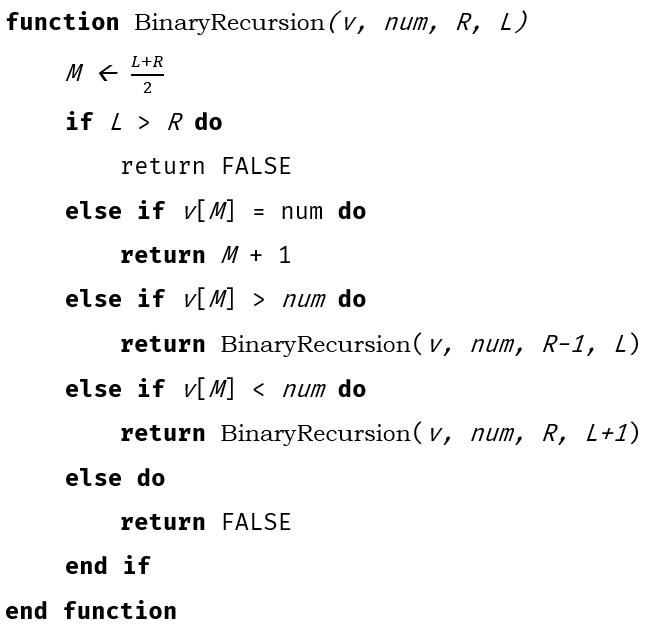 function BinaryRecursion(v, num, R, L)
M ← L+R/2
if L > R do
return FALSE
else if v[M] = num do
return M + 1
else if v[M] > num do
return BinaryRecursion(v, num, R-1, L)
else if v[M] < num do
return BinaryRecursion(v, num, R, L+1)
else do
return FALSE
end if
end function